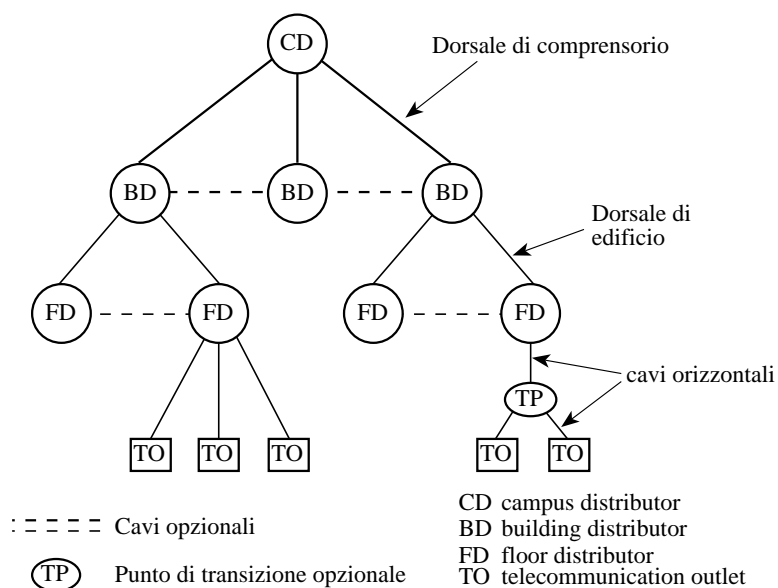 CD
Dorsale di comprensorio
BD
BD
BD
Dorsale di
edificio
FD
FD
FD
FD
cavi orizzontali
TP
TO
TO
TO
TO
TO
Cavi opzionali
TP Punto di transizione opzionale
CD campus distributor
BD building distributor
FD floor distributor
TO telecommunication outlet